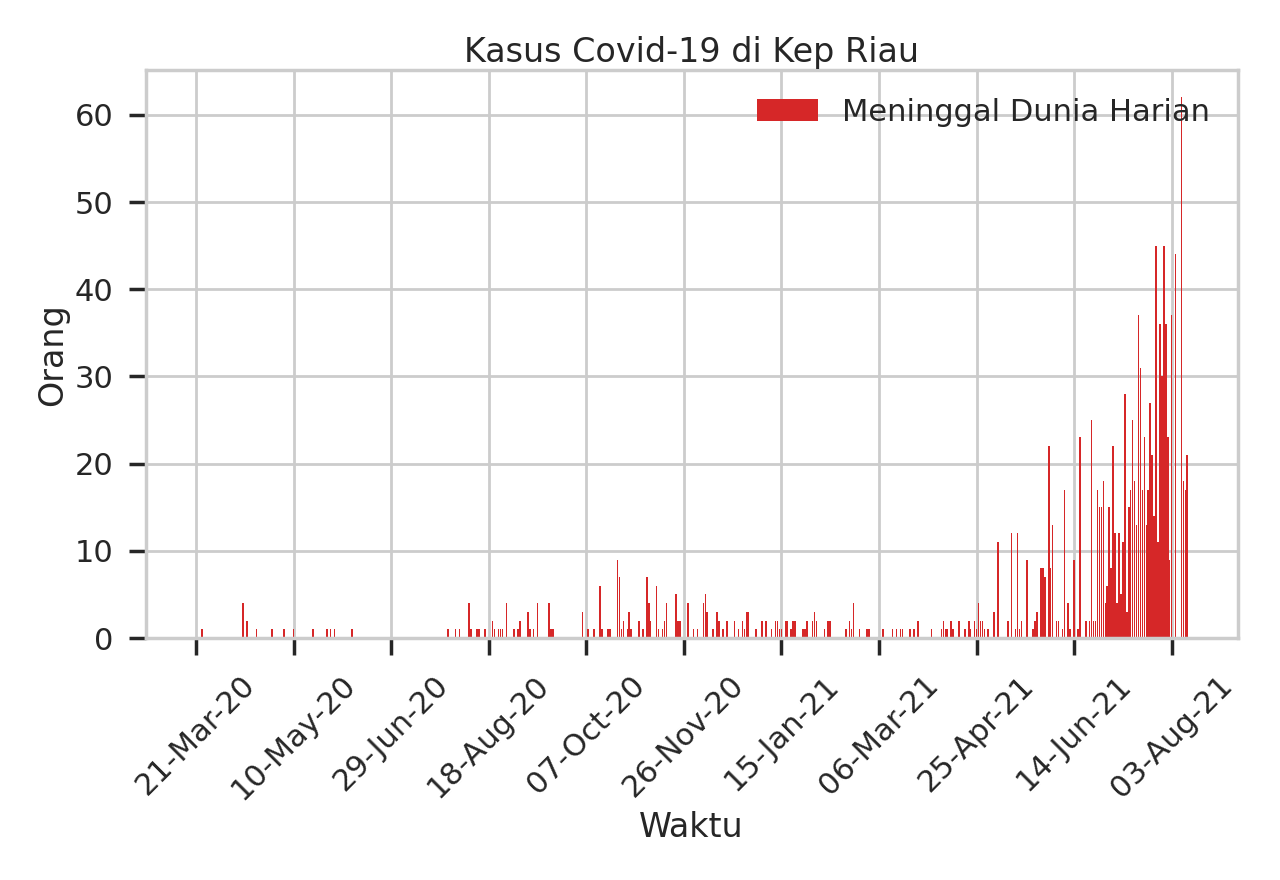 Kasus Covid-19 di Kep Riau
Meninggal Dunia Harian
60
50
40
30
20
10
0
Orang
21-Mar-20
10-May-20
29-Jun-20
18-Aug-20
07-Oct-20
26-Nov-20
15-Jan-21
06-Mar-21
25-Apr-21
14-Jun-21
03-Aug-21
Waktu